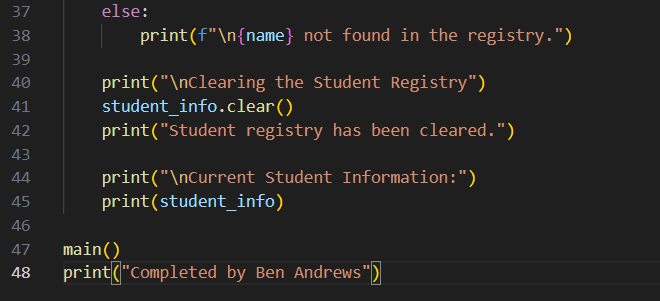 37 else:
38 print(f"\n{name} not found in the registry.")
39
40 print("\nClearing the Student Registry")
41 student_info.clear()
42 print("Student registry has been cleared.")
43
44 print("\nCurrent Student Information:")
45 print(student_info)
46
47 main()
48 print("Completed by Ben Andrews")